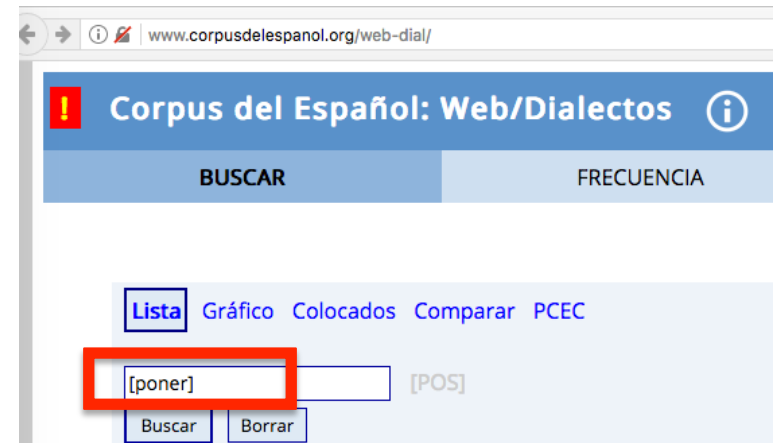 www.corpusdelespanol.org/web-dial/
! Corpus del Español: Web/Dialectos i
BUSCAR FRECUENCIA
Lista Gráfico Colocados Comparar PCEC
[poner] [POS]
Buscar Borrar